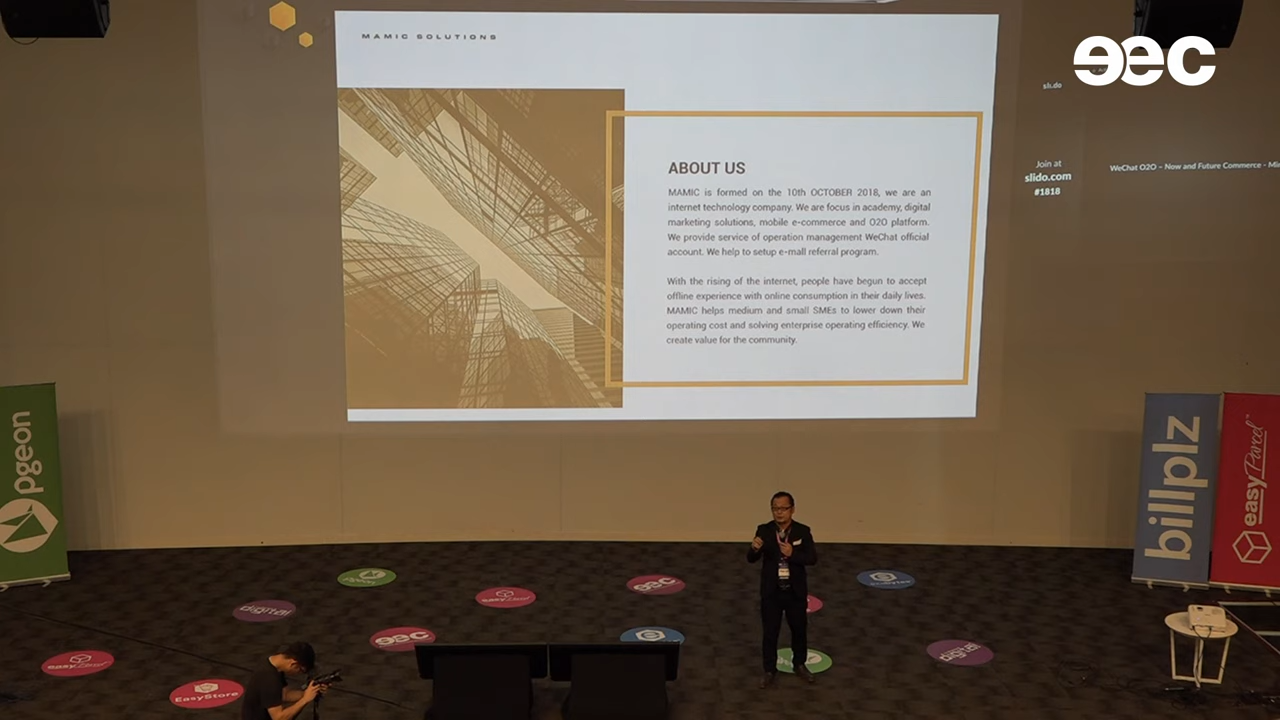 MAMIC SOLUTIONS
eec
sli.do
Join at
slido.com
#1818
WeChat O2O – Now and Future Commerce -
ABOUT US
MAMIC is formed on the 10th OCTOBER 2018, we are an
internet technology company. We are focus in academy, digital
marketing solutions, mobile e-commerce and O2O platform.
We provide service of operation management WeChat official
account. We help to setup e-mall referral program.
With the rising of the internet, people have begun to accept
offline experience with online consumption in their daily lives.
MAMIC helps medium and small SMEs to lower down their
operating cost and solving enterprise operating efficiency. We
create value for the community.
pgeon
billplz
easyParcel
eec
digital
eec
digital
EasyStore